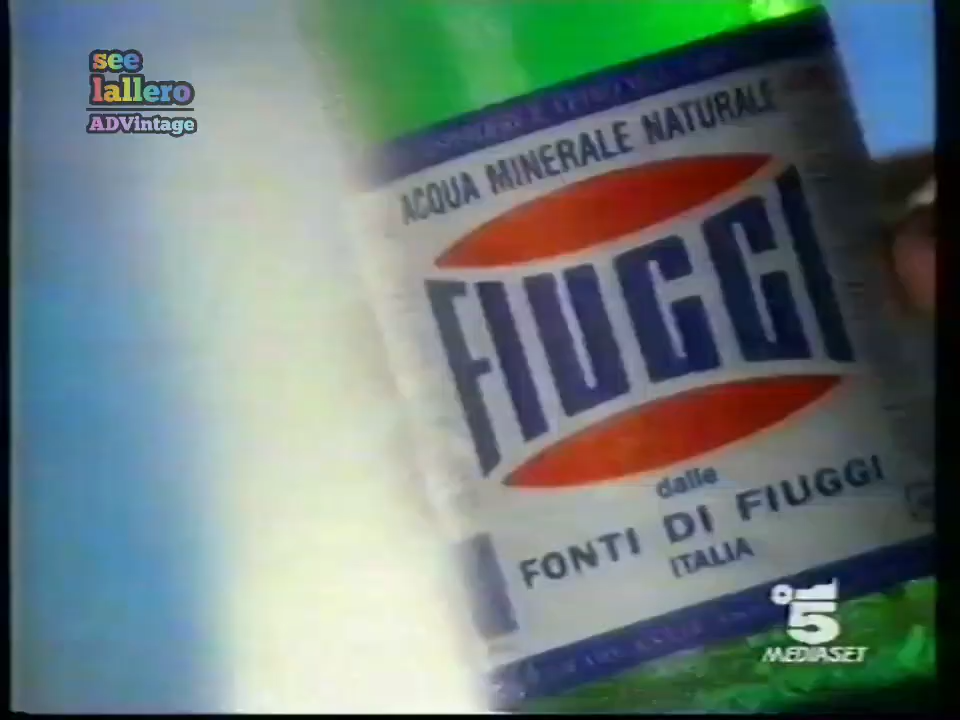 see
lallero
ADVintage
ACQUA MINERALE NATURALE
FIUGGI
dalle
FONTI DI FIUGGI
ITALIA
5
MEDIASET